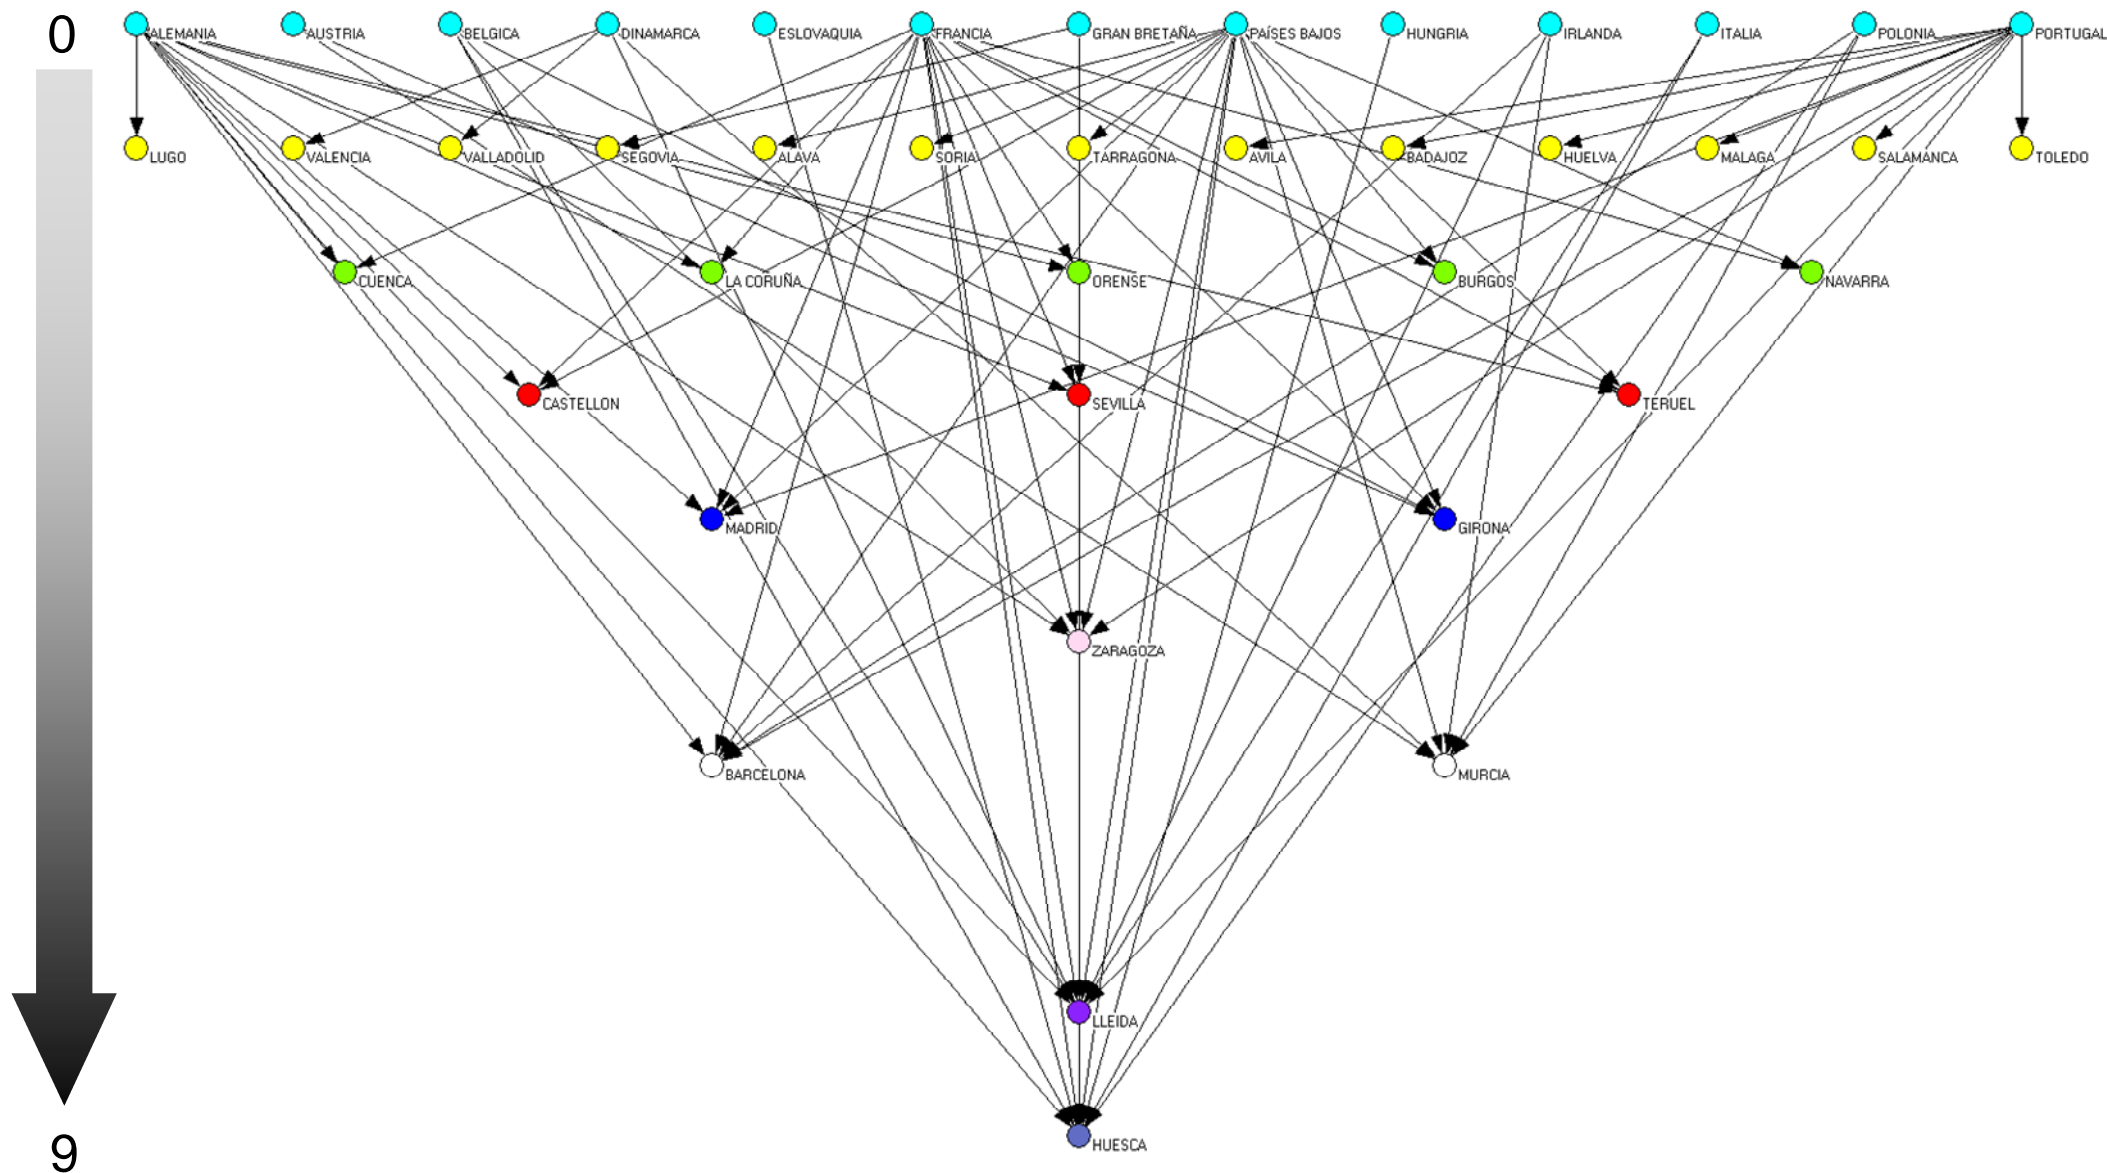 0
ALEMANIA
AUSTRIA
BELGICA
DINAMARCA
ESLOVAQUIA
FRANCIA
GRAN BRETAÑA
PAÍSES BAJOS
HUNGRIA
IRLANDA
ITALIA
POLONIA
PORTUGAL
LUGO
VALENCIA
VALLADOLID
SEGOVIA
ALAVA
SORIA
TARRAGONA
AVILA
BADAJOZ
HUELVA
MALAGA
SALAMANCA
TOLEDO
CUENCA
LA CORUÑA
ORENSE
BURGOS
NAVARRA
CASTELLON
SEVILLA
TERUEL
MADRID
GIRONA
ZARAGOZA
BARCELONA
MURCIA
LLEIDA
HUESCA
9